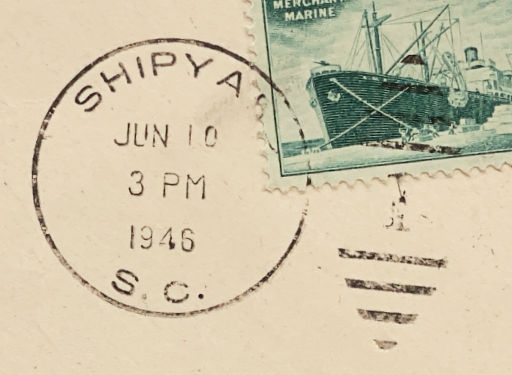 MERCHANT
MARINE
SHIPYA
JUN 10
3 PM
1946
S. C.